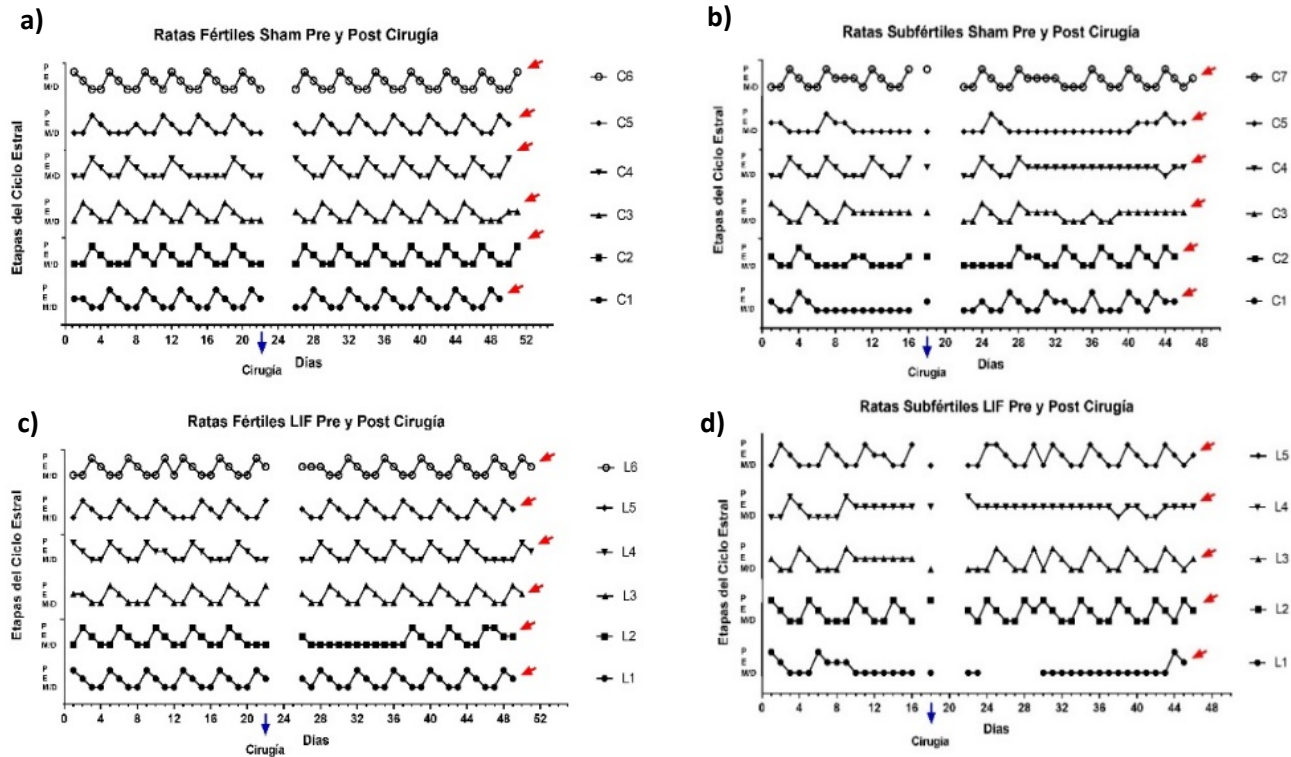 a)
Ratas Fértiles Sham Pre y Post Cirugía
Etapas del Ciclo Estral
P
E
M/D
C6
P
E
M/D
C5
P
E
M/D
C4
P
E
M/D
C3
P
E
M/D
C2
P
E
M/D
C1
0 4 8 12 16 20 24 28 32 36 40 44 48 52
Días
Cirugía
b)
Ratas Subfértiles Sham Pre y Post Cirugía
Etapas del Ciclo Estral
P
E
M/D
C7
P
E
M/D
C5
P
E
M/D
C4
P
E
M/D
C3
P
E
M/D
C2
P
E
M/D
C1
0 4 8 12 16 20 24 28 32 36 40 44 48
Días
Cirugía
c)
Ratas Fértiles LIF Pre y Post Cirugía
Etapas del Ciclo Estral
P
E
M/D
L6
P
E
M/D
L5
P
E
M/D
L4
P
E
M/D
L3
P
E
M/D
L2
P
E
M/D
L1
0 4 8 12 16 20 24 28 32 36 40 44 48 52
Días
Cirugía
d)
Ratas Subfértiles LIF Pre y Post Cirugía
Etapas del Ciclo Estral
P
E
M/D
L5
P
E
M/D
L4
P
E
M/D
L3
P
E
M/D
L2
P
E
M/D
L1
0 4 8 12 16 20 24 28 32 36 40 44 48
Días
Cirugía